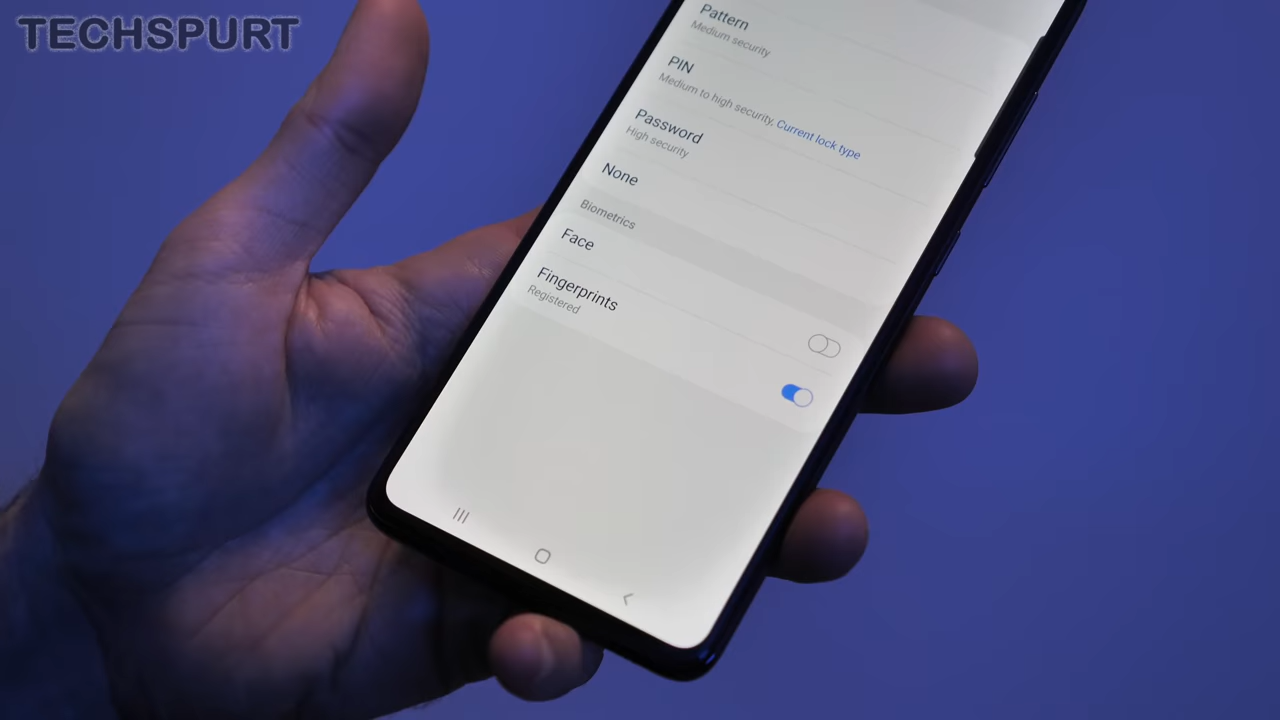 TECHSPURT
Pattern
Medium security
PIN
Medium to high security, Current lock type
Password
High security
None
Biometrics
Face
Fingerprints
Registered